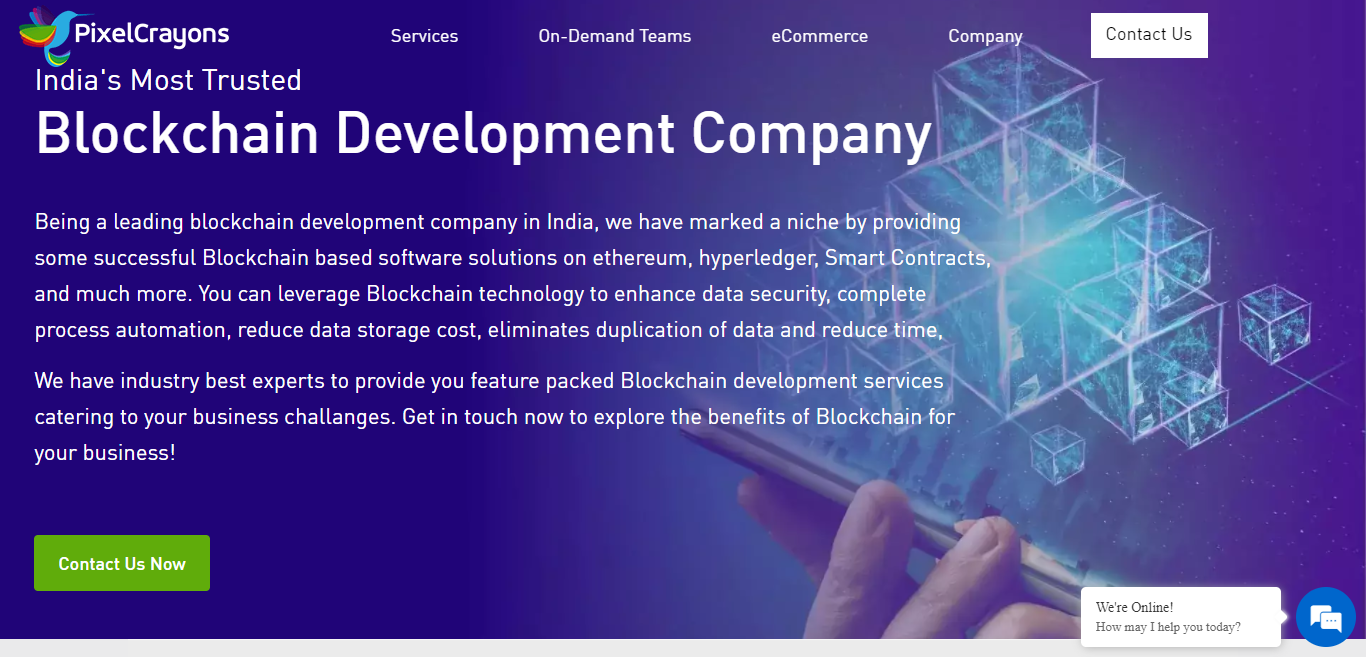 PixelCrayons
Services
On-Demand Teams
eCommerce
Company
Contact Us
India's Most Trusted
Blockchain Development Company
Being a leading blockchain development company in India, we have marked a niche by providing
some successful Blockchain based software solutions on ethereum, hyperledger, Smart Contracts,
and much more. You can leverage Blockchain technology to enhance data security, complete
process automation, reduce data storage cost, eliminates duplication of data and reduce time,
We have industry best experts to provide you feature packed Blockchain development services
catering to your business challanges. Get in touch now to explore the benefits of Blockchain for
your business!
Contact Us Now
We're Online!
How may I help you today?